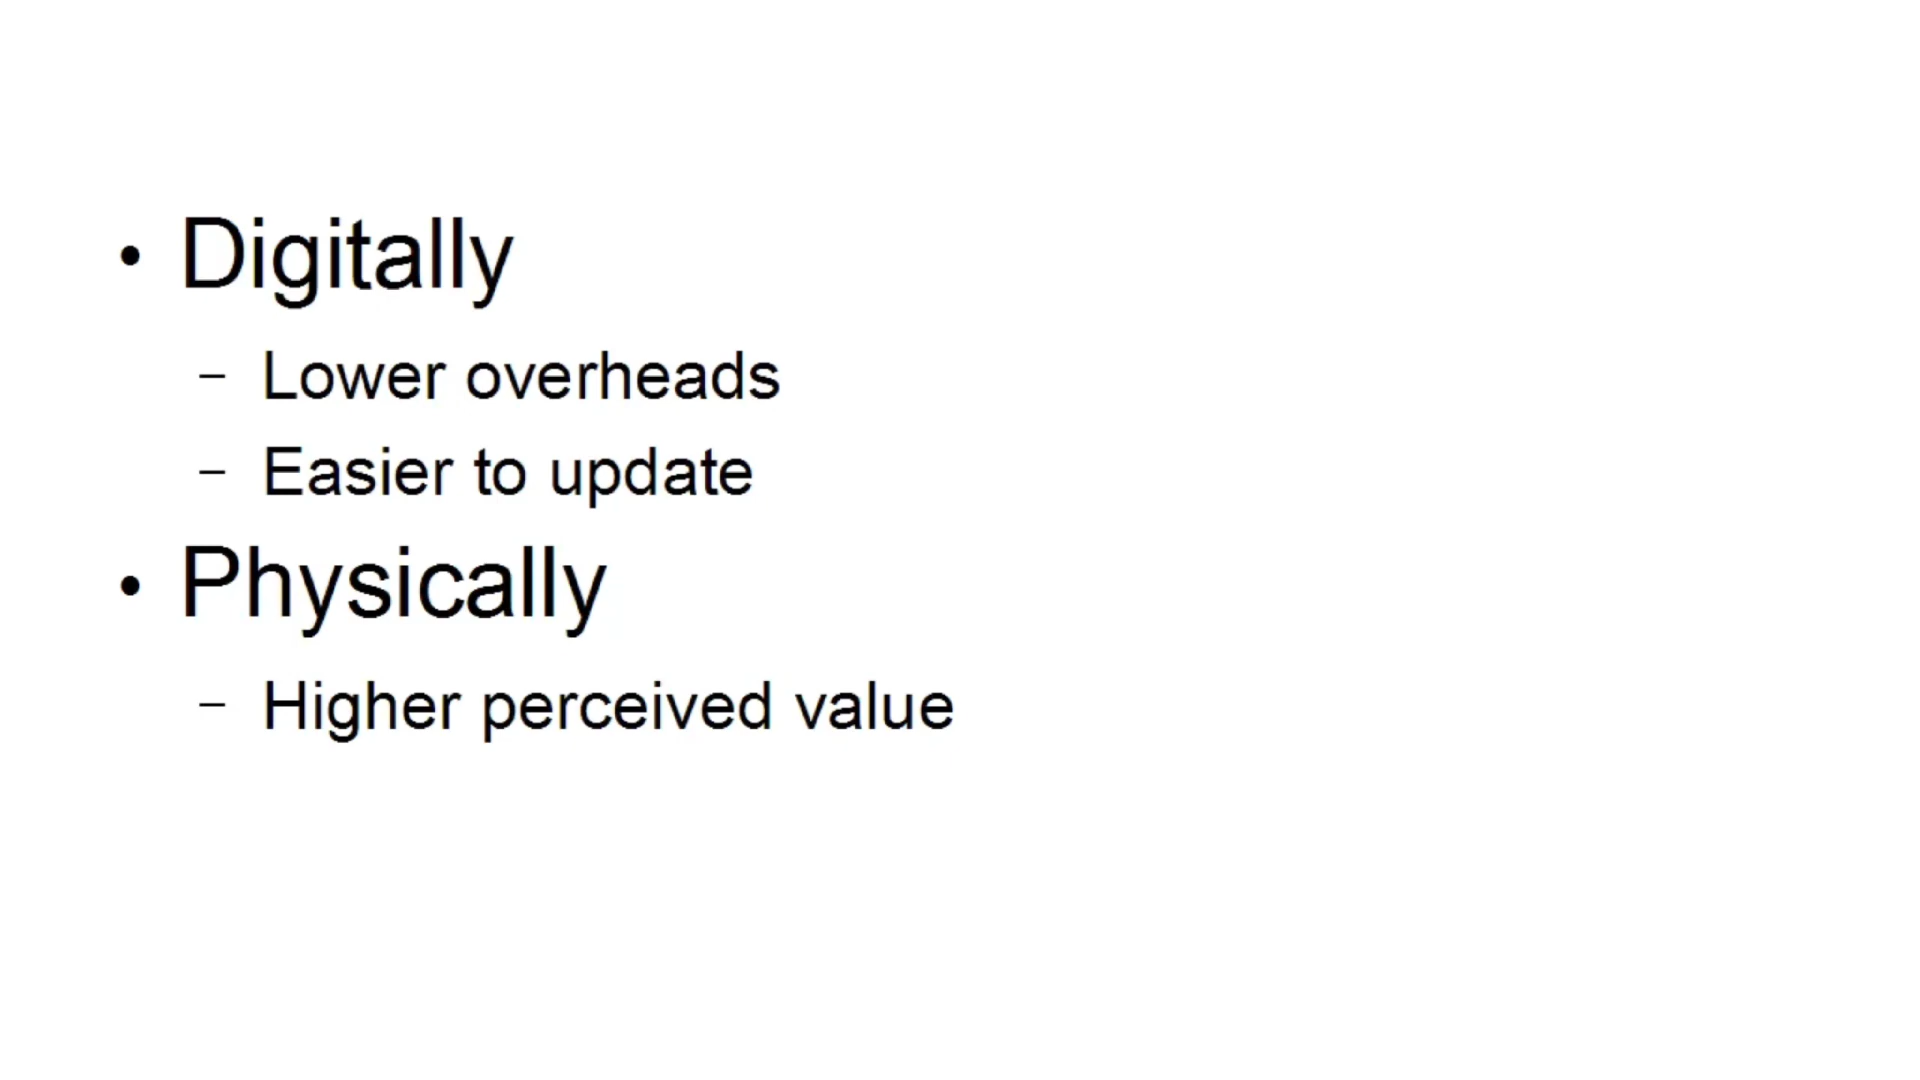 • Digitally
– Lower overheads
– Easier to update
• Physically
– Higher perceived value